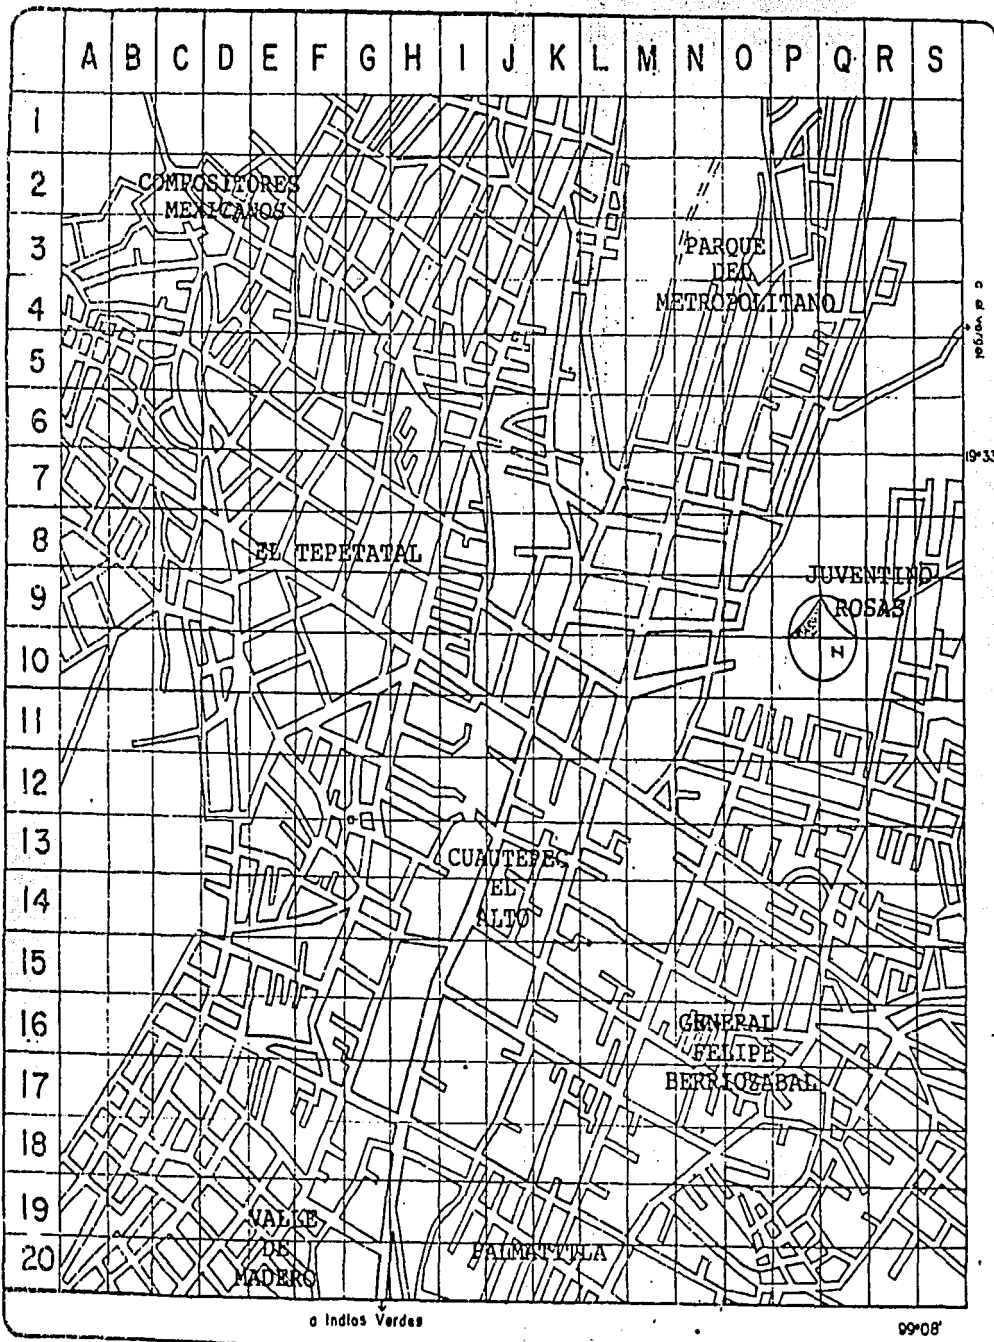 A B C D E F G H I J K L M N O P Q R S
1
2
COMPOSITORES
MEXICANOS
3
PARQUE
DEL
METROPOLITANO
4
5
6
19°33
7
8
EL TEPETATAL
JUVENTINO
ROSAS
9
N
10
11
12
13
CUAUTEPEC
EL
ALTO
14
15
16
GENERAL
FELIPE
BERRIOSABAL
17
18
19
VALLE
DE
MADERO
PALMATITLA
20
a Indios Verdes
99°08'